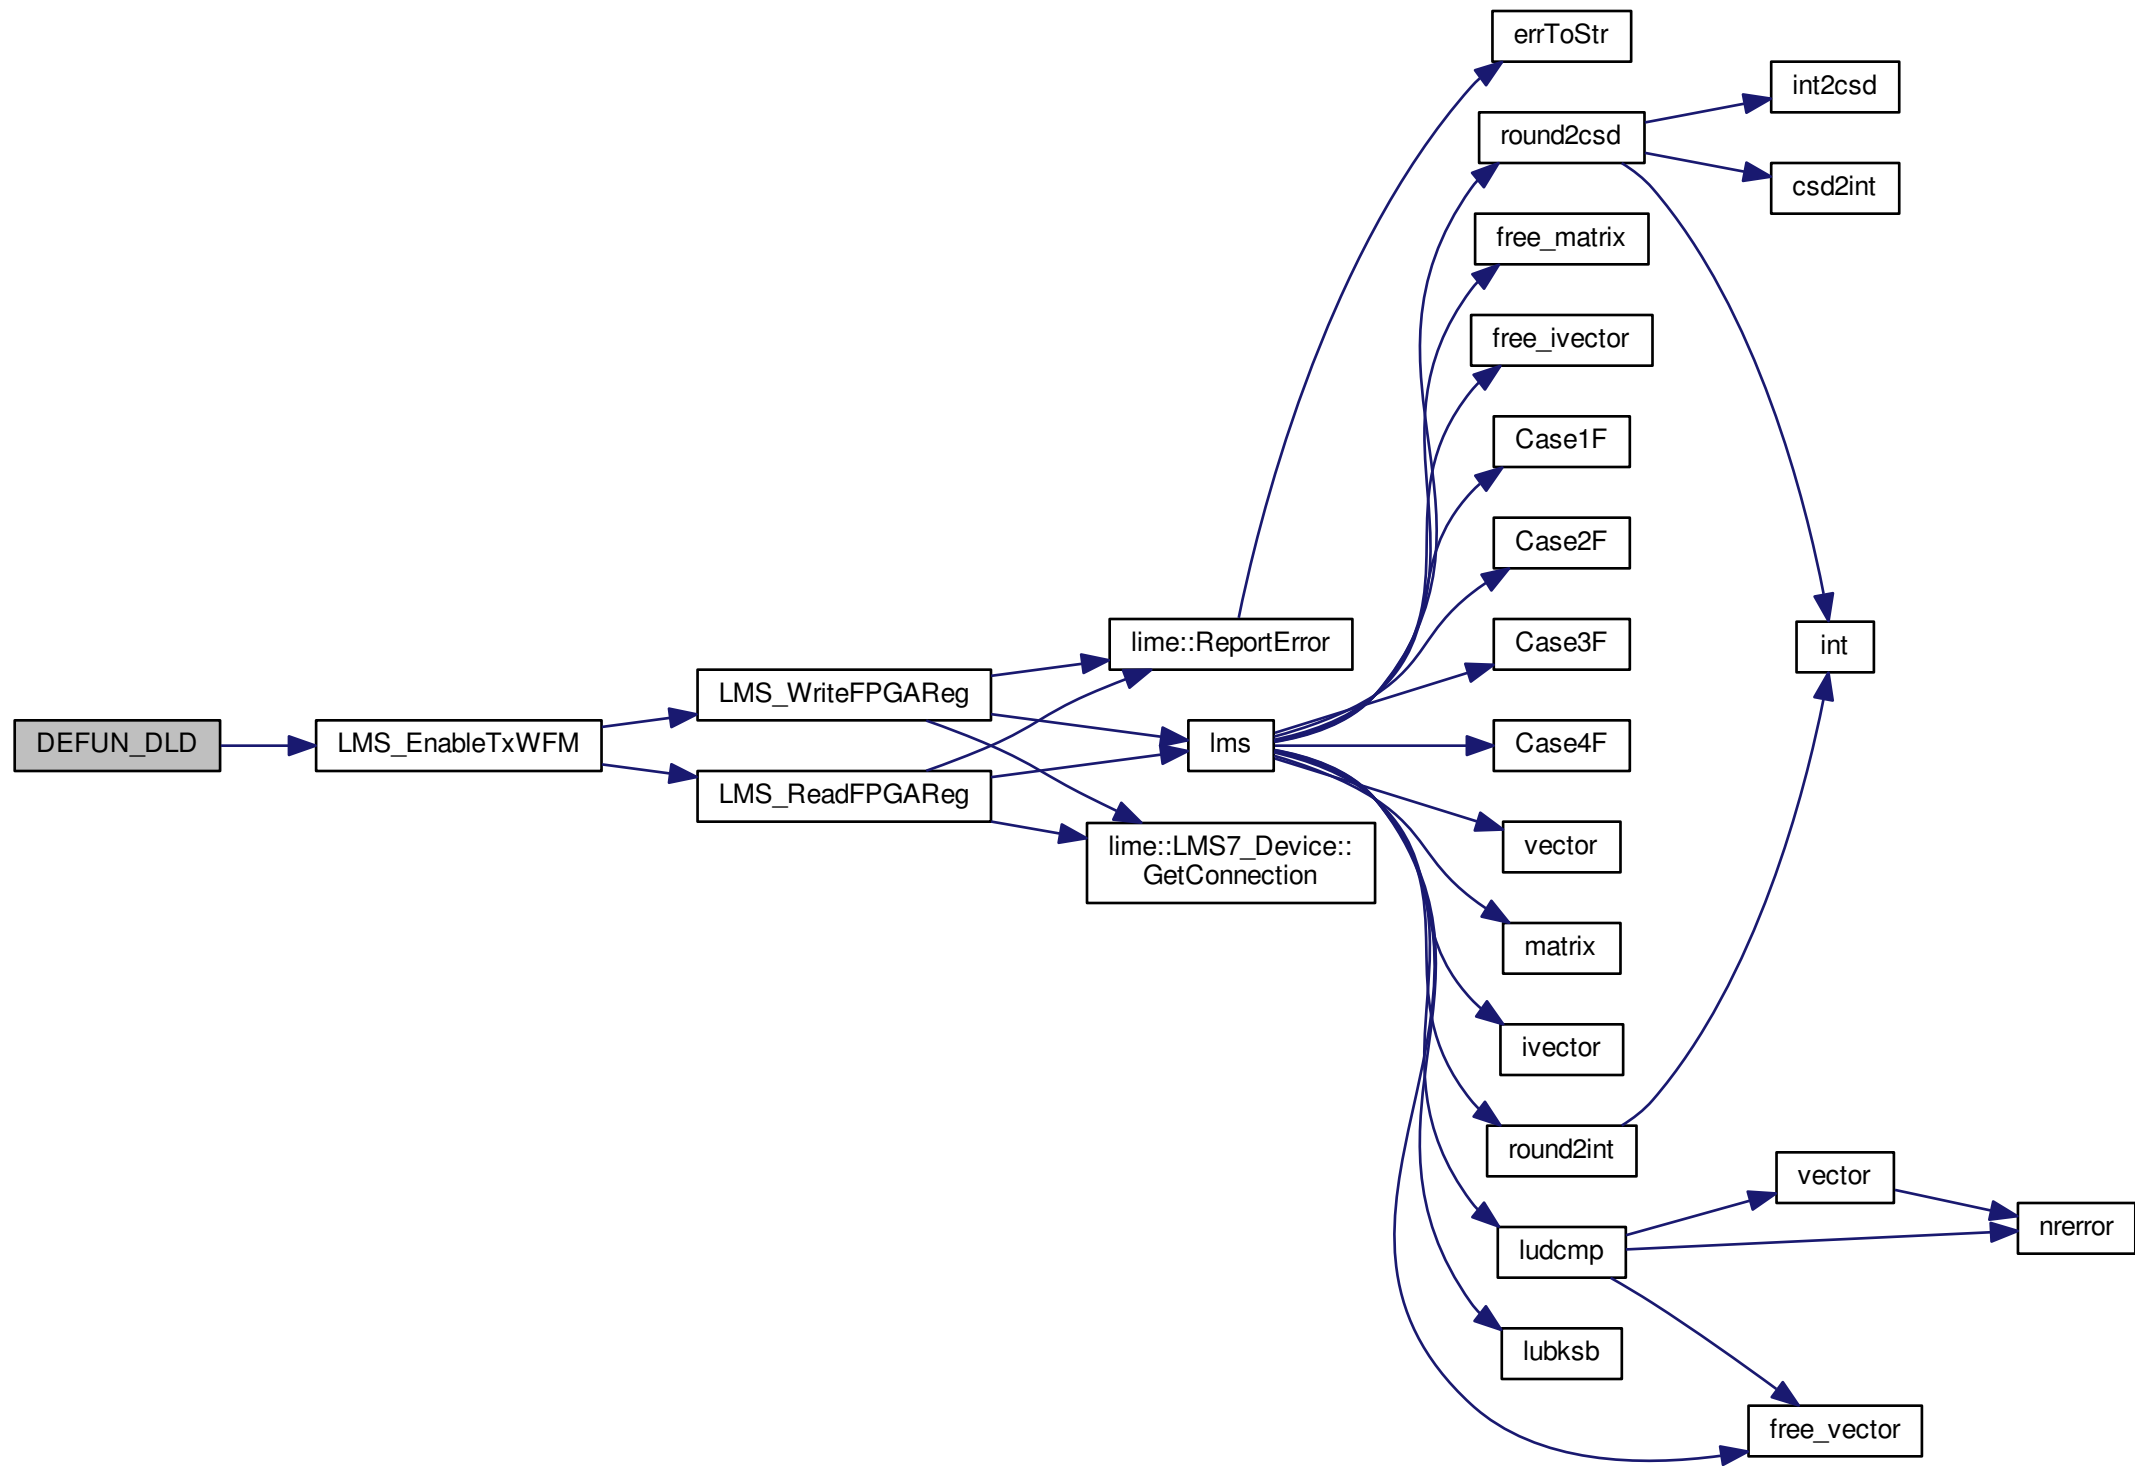 DEFUN_DLD
LMS_EnableTxWFM
LMS_WriteFPGAReg
LMS_ReadFPGAReg
lime::ReportError
lms
lime::LMS7_Device::
GetConnection
errToStr
round2csd
free_matrix
free_ivector
Case1F
Case2F
Case3F
Case4F
vector
matrix
ivector
round2int
ludcmp
lubksb
int2csd
csd2int
int
vector
free_vector
nrerror